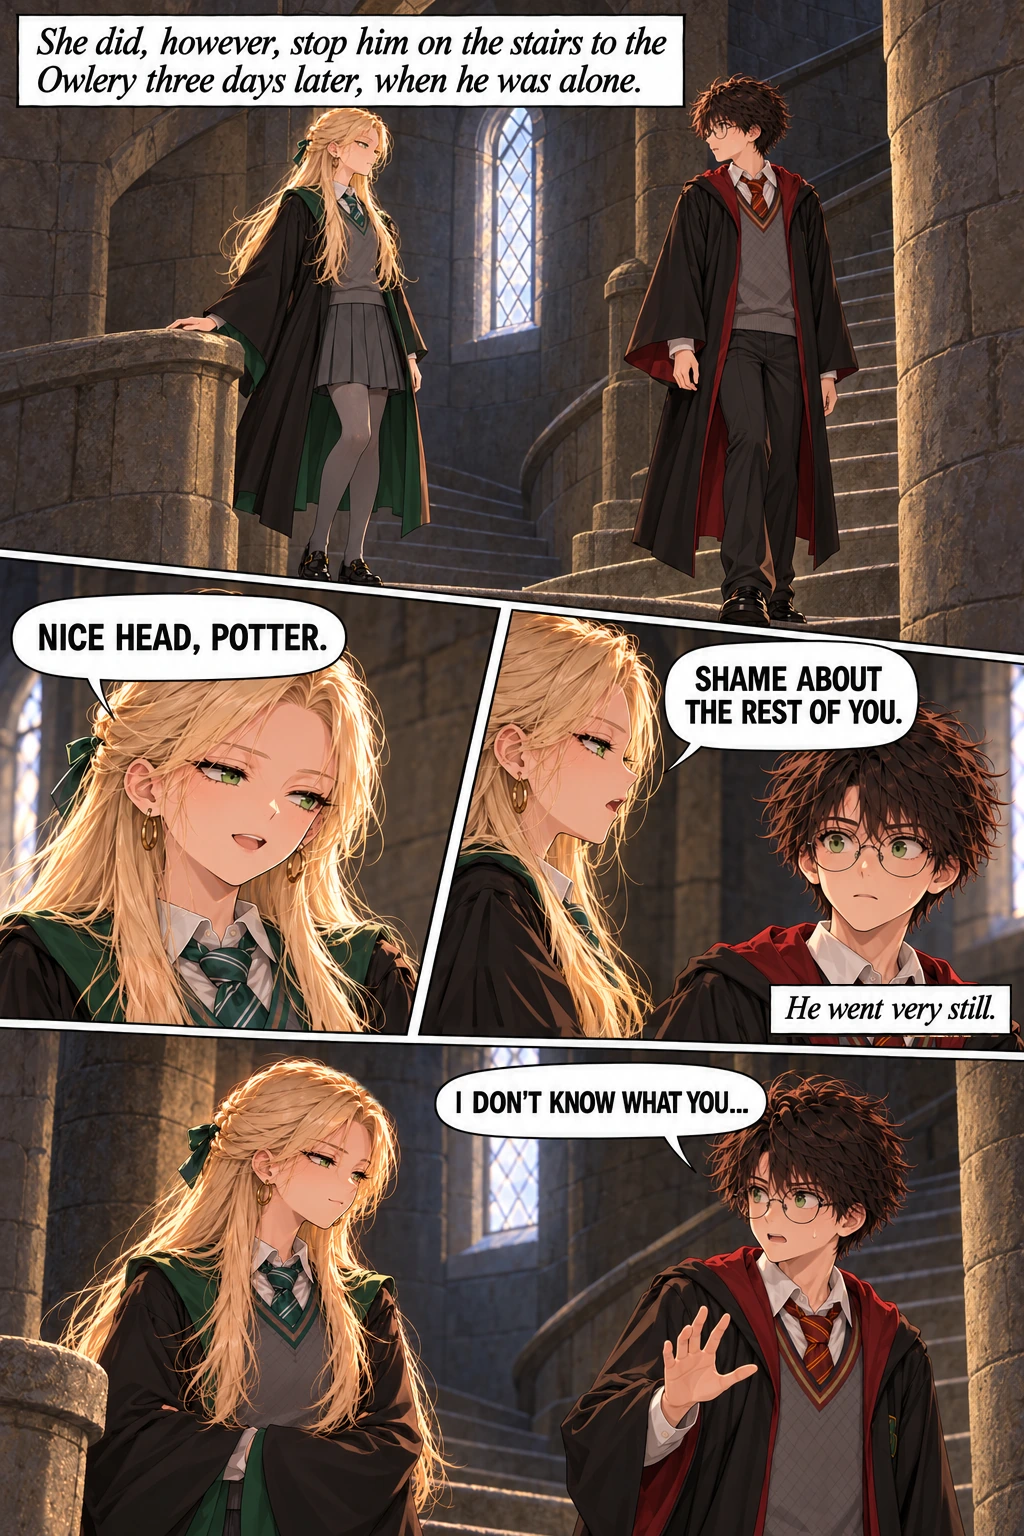 She did, however, stop him on the stairs to the
Owlery three days later, when he was alone.
NICE HEAD, POTTER.
SHAME ABOUT
THE REST OF YOU.
He went very still.
I DON'T KNOW WHAT YOU...